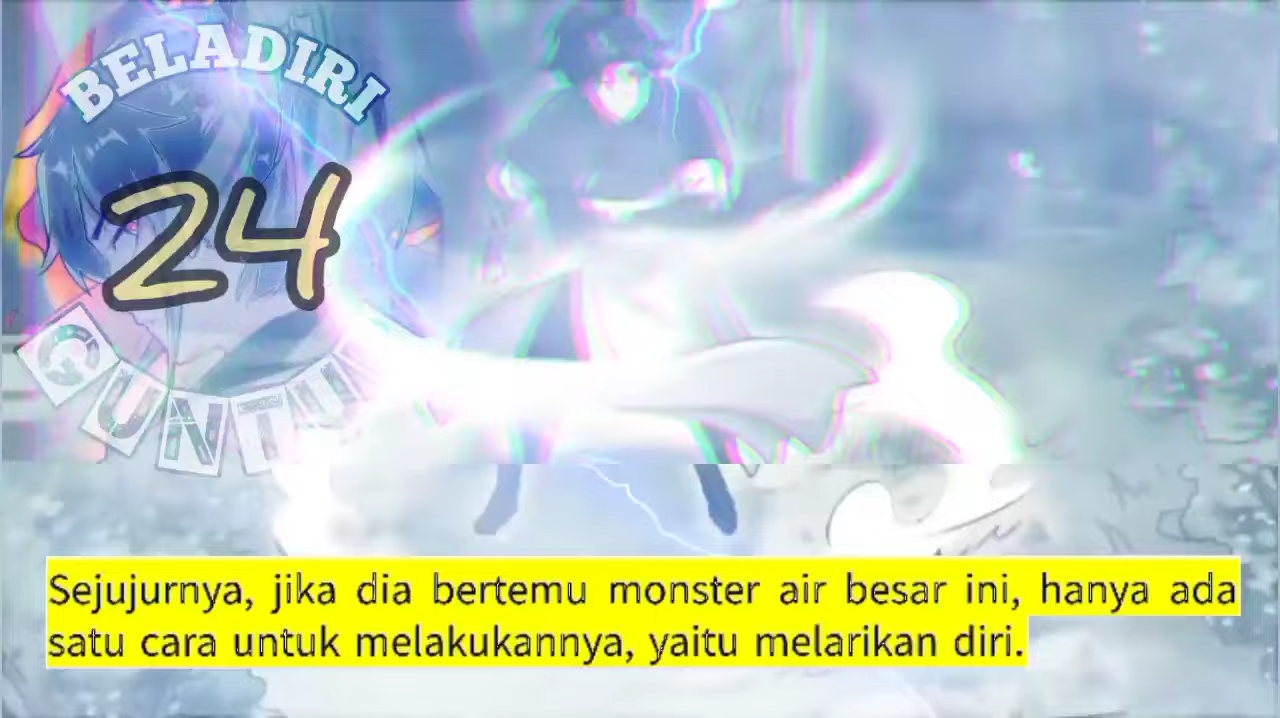 BELADIRI
24
QUNTU
Sejujurnya, jika dia bertemu monster air besar ini, hanya ada
satu cara untuk melakukannya, yaitu melarikan diri.